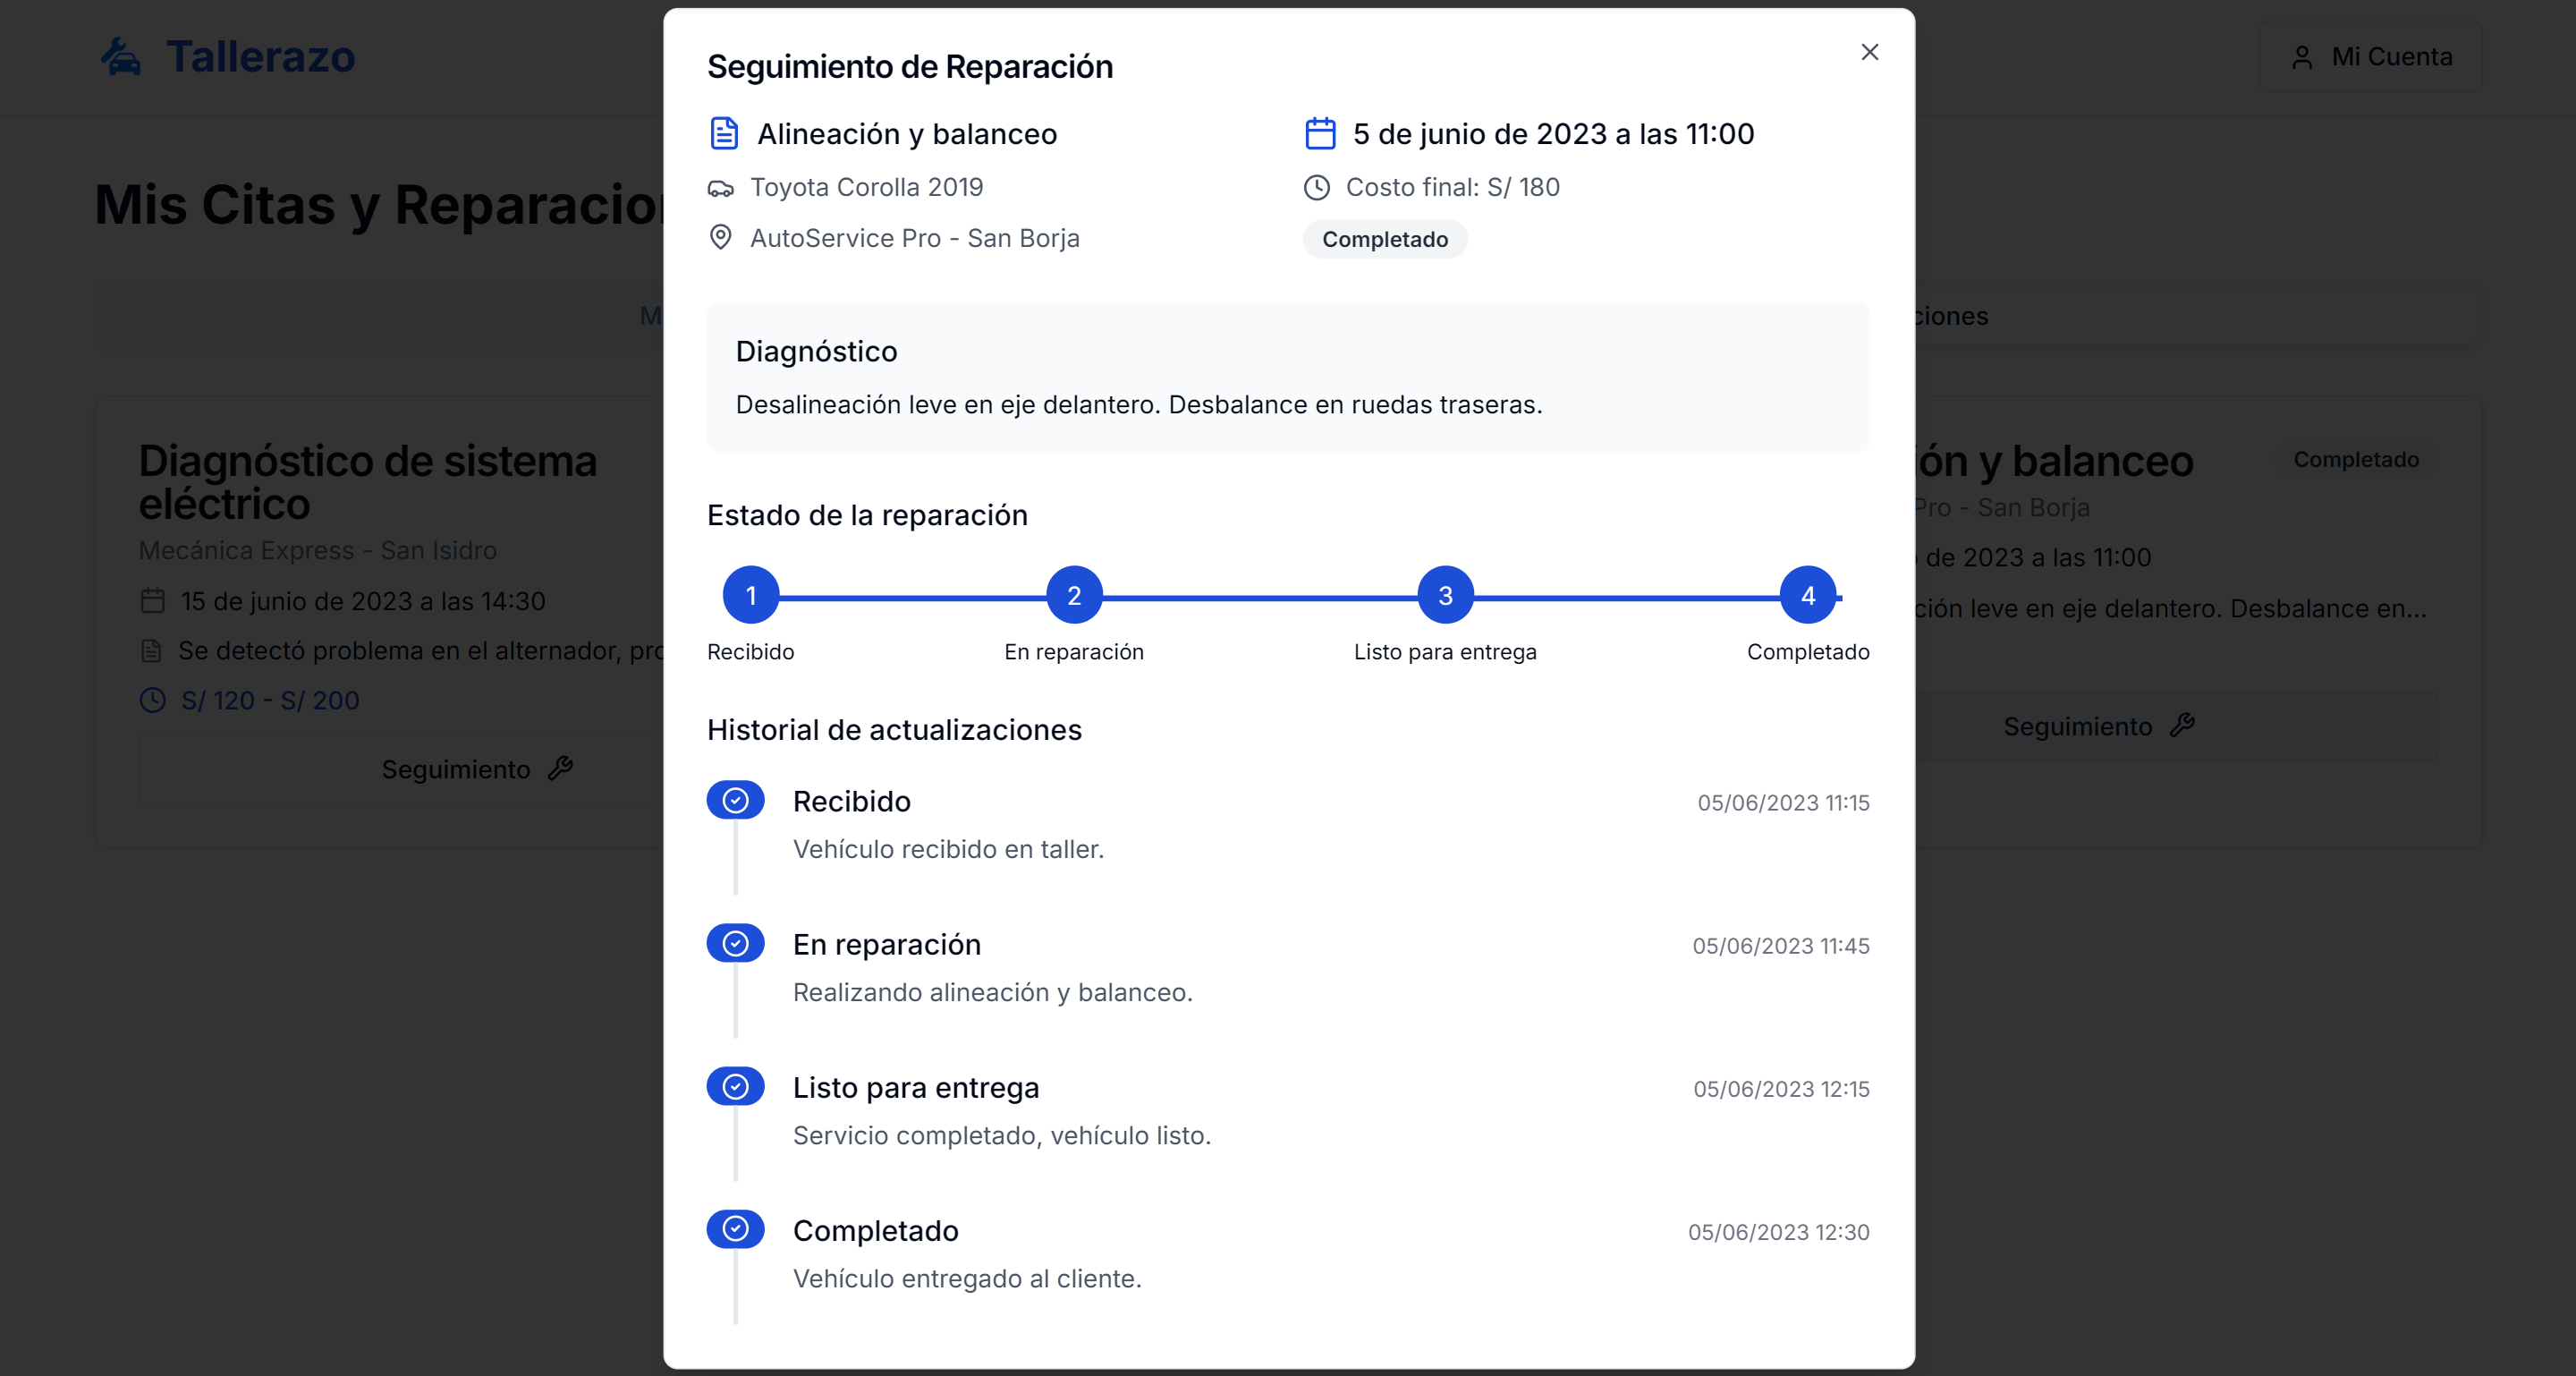 Tallerazo
Mi Cuenta
Mis Citas y Reparacion
ciones
Diagnóstico de sistema
eléctrico
Mecánica Express - San Isidro
15 de junio de 2023 a las 14:30
Se detectó problema en el alternador,
S/ 120 - S/ 200
Seguimiento
Seguimiento de Reparación
Alineación y balanceo
5 de junio de 2023 a las 11:00
Toyota Corolla 2019
Costo final: S/ 180
AutoService Pro - San Borja
Completado
Diagnóstico
Desalineación leve en eje delantero. Desbalance en ruedas traseras.
Estado de la reparación
1
2
3
4
Recibido
En reparación
Listo para entrega
Completado
Historial de actualizaciones
Recibido
05/06/2023 11:15
Vehículo recibido en taller.
En reparación
05/06/2023 11:45
Realizando alineación y balanceo.
Listo para entrega
05/06/2023 12:15
Servicio completado, vehículo listo.
Completado
05/06/2023 12:30
Vehículo entregado al cliente.
ión y balanceo
Completado
Pro - San Borja
de 2023 a las 11:00
ción leve en eje delantero. Desbalance en...
Seguimiento